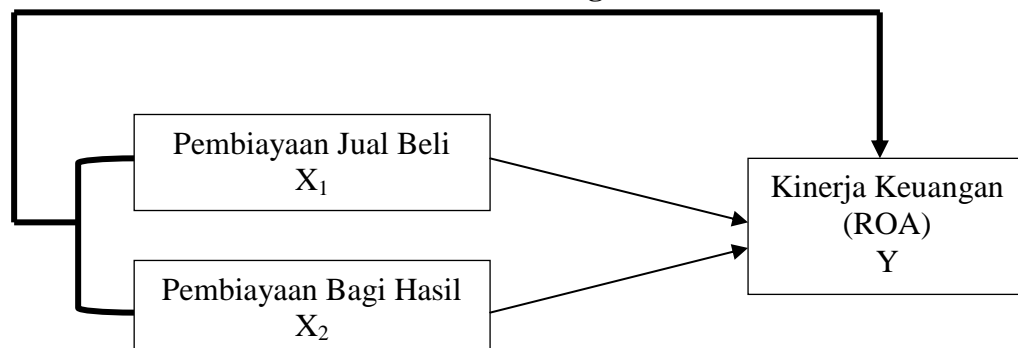 Pembiayaan Jual Beli
X₁
Kinerja Keuangan
(ROA)
Y
Pembiayaan Bagi Hasil
X₂